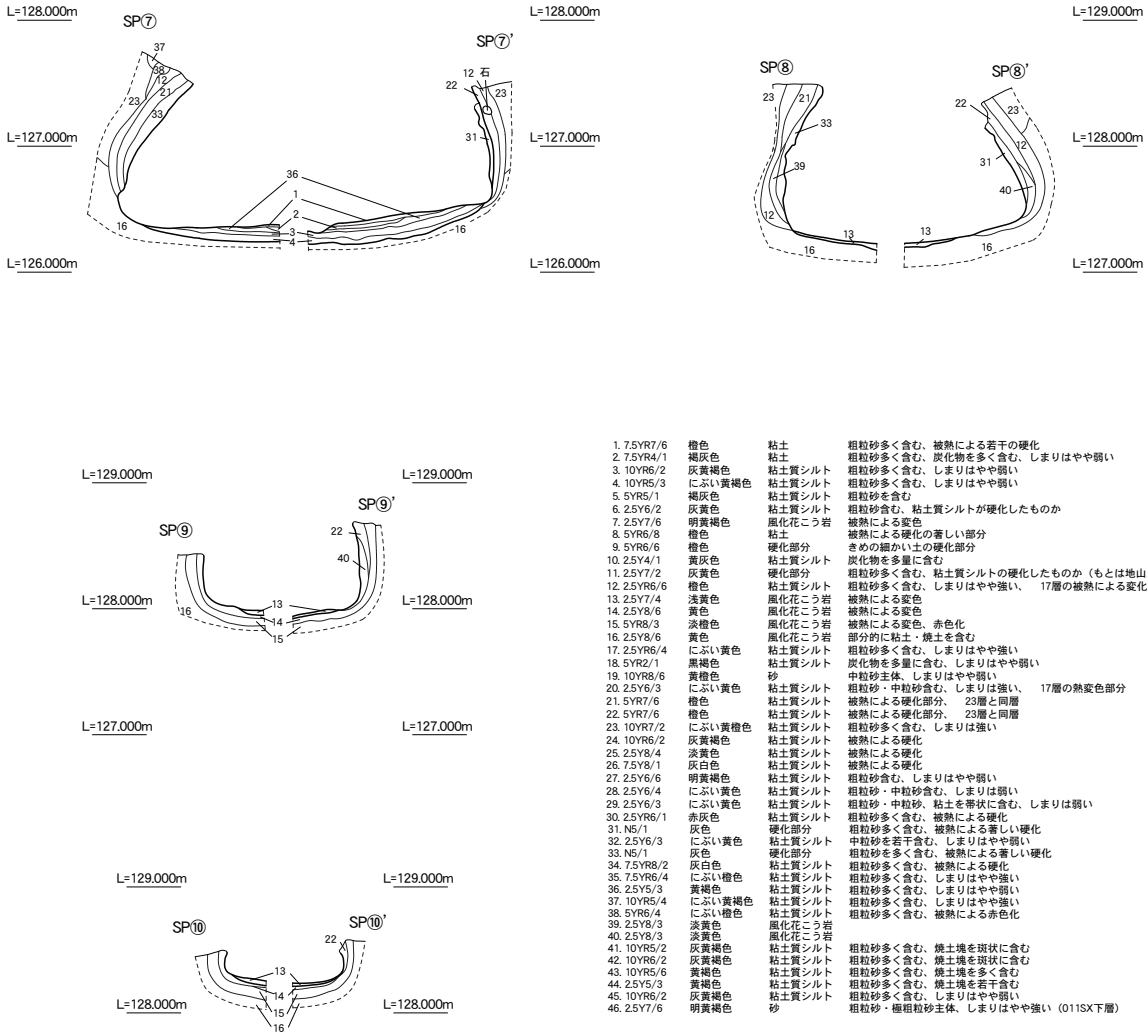 L=128.000m L=128.000m L=129.000m
SP⑦ SP⑦’ SP⑧ SP⑧’
37
38
12
21
23
33
12 石
22 23
31
23 21
33
39
12
22 23
12
31
40
L=127.000m L=127.000m L=128.000m
36
1
2
3
4
16 16
13 13
16 16
L=126.000m L=126.000m L=127.000m
L=129.000m L=129.000m
SP⑨ SP⑨’
22
40
L=128.000m L=128.000m
13
14
15
16
L=127.000m L=127.000m
L=129.000m L=129.000m
SP⑩ SP⑩’
22
13
14
15
16
L=128.000m L=128.000m
1. 7.5YR7/6 橙色 粘土 粗粒砂多く含む、被熱による若干の硬化
2. 7.5YR4/1 褐灰色 粘土 粗粒砂多く含む、炭化物を多く含む、しまりはやや弱い
3. 10YR6/2 灰黄褐色 粘土質シルト 粗粒砂多く含む、しまりはやや弱い
4. 10YR5/3 にぶい黄褐色 粘土質シルト 粗粒砂多く含む、しまりはやや弱い
5. 5YR5/1 褐灰色 粘土質シルト 粗粒砂を含む
6. 2.5Y6/2 灰黄色 粘土質シルト 粗粒砂含む、粘土質シルトが硬化したものか
7. 2.5Y7/6 明黄褐色 風化花こう岩 被熱による変色
8. 5YR6/8 橙色 粘土 被熱による硬化の著しい部分
9. 5YR6/6 橙色 硬化部分 きめの細かい土の硬化部分
10. 2.5Y4/1 黄灰色 粘土質シルト 炭化物を多量に含む
11. 2.5Y7/2 灰黄色 硬化部分 粗粒砂多く含む、粘土質シルトの硬化したものか（もとは地山
12. 2.5YR6/6 橙色 粘土質シルト 粗粒砂多く含む、しまりはやや強い、 17層の被熱による変化
13. 2.5Y7/4 浅黄色 風化花こう岩 被熱による変色
14. 2.5Y8/6 黄色 風化花こう岩 被熱による変色
15. 5YR8/3 淡橙色 風化花こう岩 被熱による変色、赤色化
16. 2.5Y8/6 黄色 風化花こう岩 部分的に粘土・焼土を含む
17. 2.5YR6/4 にぶい黄色 粘土質シルト 粗粒砂多く含む、しまりはやや強い
18. 5YR2/1 黒褐色 粘土質シルト 炭化物を多量に含む、しまりはやや弱い
19. 10YR8/6 黄橙色 砂 中粒砂主体、しまりはやや弱い
20. 2.5Y6/3 にぶい黄色 粘土質シルト 粗粒砂・中粒砂含む、しまりは強い、 17層の熱変色部分
21. 5YR7/6 橙色 粘土質シルト 被熱による硬化部分、 23層と同層
22. 5YR7/6 橙色 粘土質シルト 被熱による硬化部分、 23層と同層
23. 10YR7/2 にぶい黄橙色 粘土質シルト 粗粒砂多く含む、しまりは強い
24. 10YR6/2 灰黄褐色 粘土質シルト 被熱による硬化
25. 2.5Y8/4 淡黄色 粘土質シルト 被熱による硬化
26. 7.5Y8/1 灰白色 粘土質シルト 被熱による硬化
27. 2.5Y6/6 明黄褐色 粘土質シルト 粗粒砂含む、しまりはやや弱い
28. 2.5Y6/4 にぶい黄色 粘土質シルト 粗粒砂・中粒砂含む、しまりは弱い
29. 2.5Y6/3 にぶい黄色 粘土質シルト 粗粒砂・中粒砂、粘土を帯状に含む、しまりは弱い
30. 2.5YR6/1 赤灰色 粘土質シルト 粗粒砂多く含む、被熱による硬化
31. N5/1 灰色 硬化部分 粗粒砂多く含む、被熱による著しい硬化
32. 2.5Y6/3 にぶい黄色 粘土質シルト 中粒砂を若干含む、しまりはやや弱い
33. N5/1 灰色 硬化部分 粗粒砂を多く含む、被熱による著しい硬化
34. 7.5YR8/2 灰白色 粘土質シルト 粗粒砂多く含む、被熱による硬化
35. 7.5YR6/4 にぶい橙色 粘土質シルト 粗粒砂多く含む、しまりはやや強い
36. 2.5Y5/3 黄褐色 粘土質シルト 粗粒砂多く含む、しまりはやや弱い
37. 10YR5/4 にぶい黄褐色 粘土質シルト 粗粒砂多く含む、しまりはやや強い
38. 5YR6/4 にぶい橙色 粘土質シルト 粗粒砂多く含む、被熱による赤色化
39. 2.5Y8/3 淡黄色 風化花こう岩
40. 2.5Y8/3 淡黄色 風化花こう岩
41. 10YR5/2 灰黄褐色 粘土質シルト 粗粒砂多く含む、焼土塊を斑状に含む
42. 10YR6/2 灰黄褐色 粘土質シルト 粗粒砂多く含む、焼土塊を斑状に含む
43. 10YR5/6 黄褐色 粘土質シルト 粗粒砂多く含む、焼土塊を多く含む
44. 2.5Y5/3 黄褐色 粘土質シルト 粗粒砂多く含む、焼土塊を若干含む
45. 10YR6/2 灰黄褐色 粘土質シルト 粗粒砂多く含む、しまりはやや弱い
46. 2.5Y7/6 明黄褐色 砂 粗粒砂・極粗粒砂主体、しまりはやや強い（011SX下層）